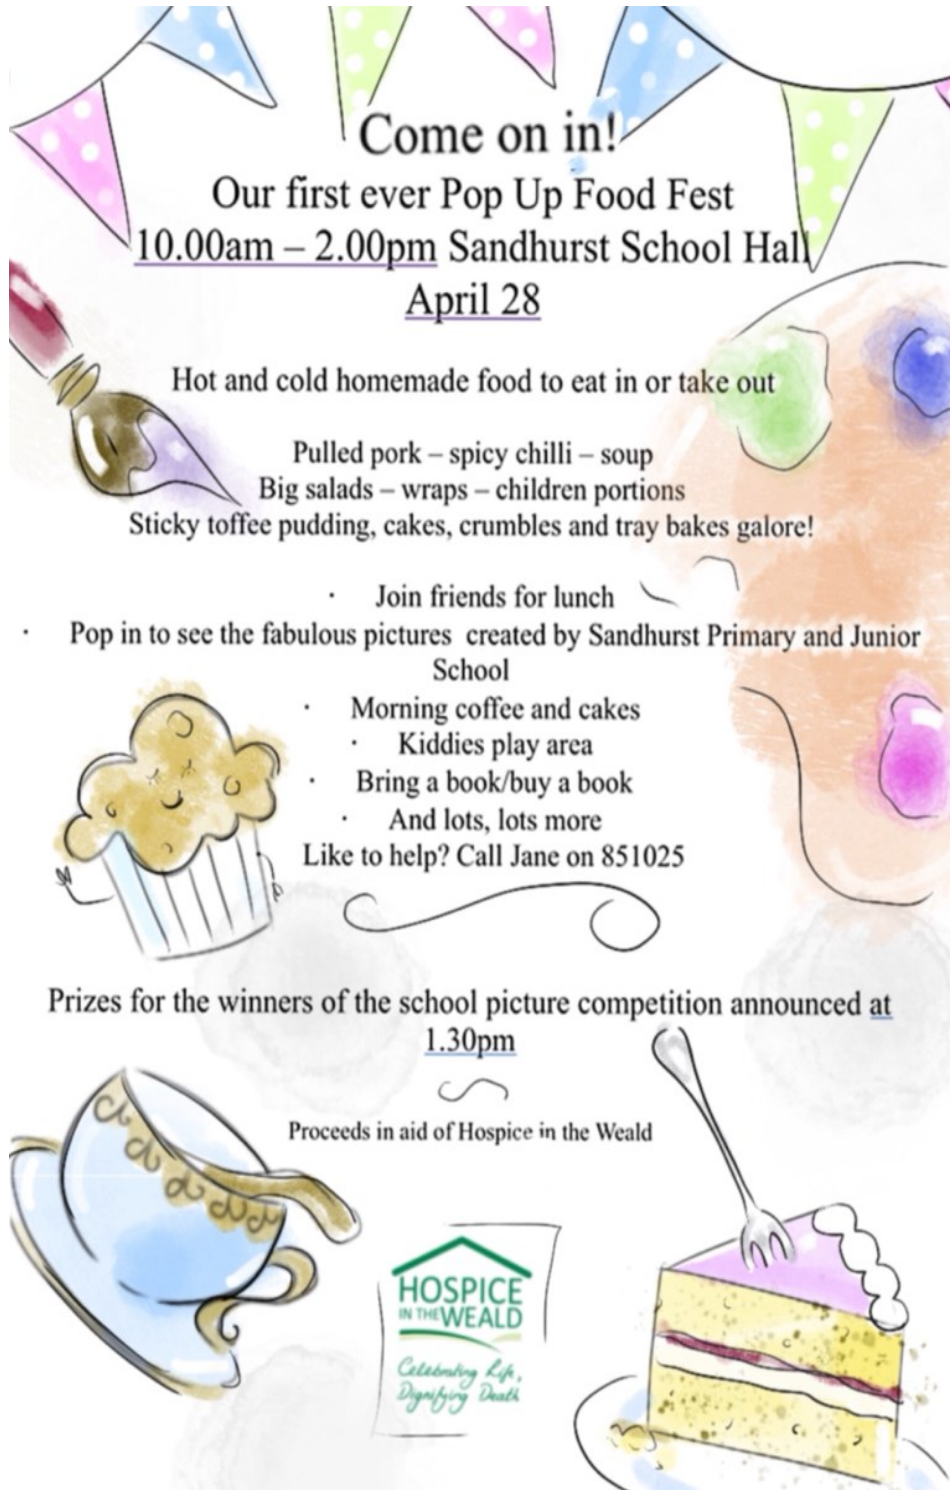 Come on in!
Our first ever Pop Up Food Fest
10.00am – 2.00pm Sandhurst School Hall
April 28
Hot and cold homemade food to eat in or take out
Pulled pork – spicy chilli – soup
Big salads – wraps – children portions
Sticky toffee pudding, cakes, crumbles and tray bakes galore!
· Join friends for lunch
· Pop in to see the fabulous pictures created by Sandhurst Primary and Junior
School
· Morning coffee and cakes
· Kiddies play area
· Bring a book/buy a book
· And lots, lots more
Like to help? Call Jane on 851025
Prizes for the winners of the school picture competition announced at
1.30pm
Proceeds in aid of Hospice in the Weald
HOSPICE
IN THE WEALD
Celebrating Life,
Dignifying Death